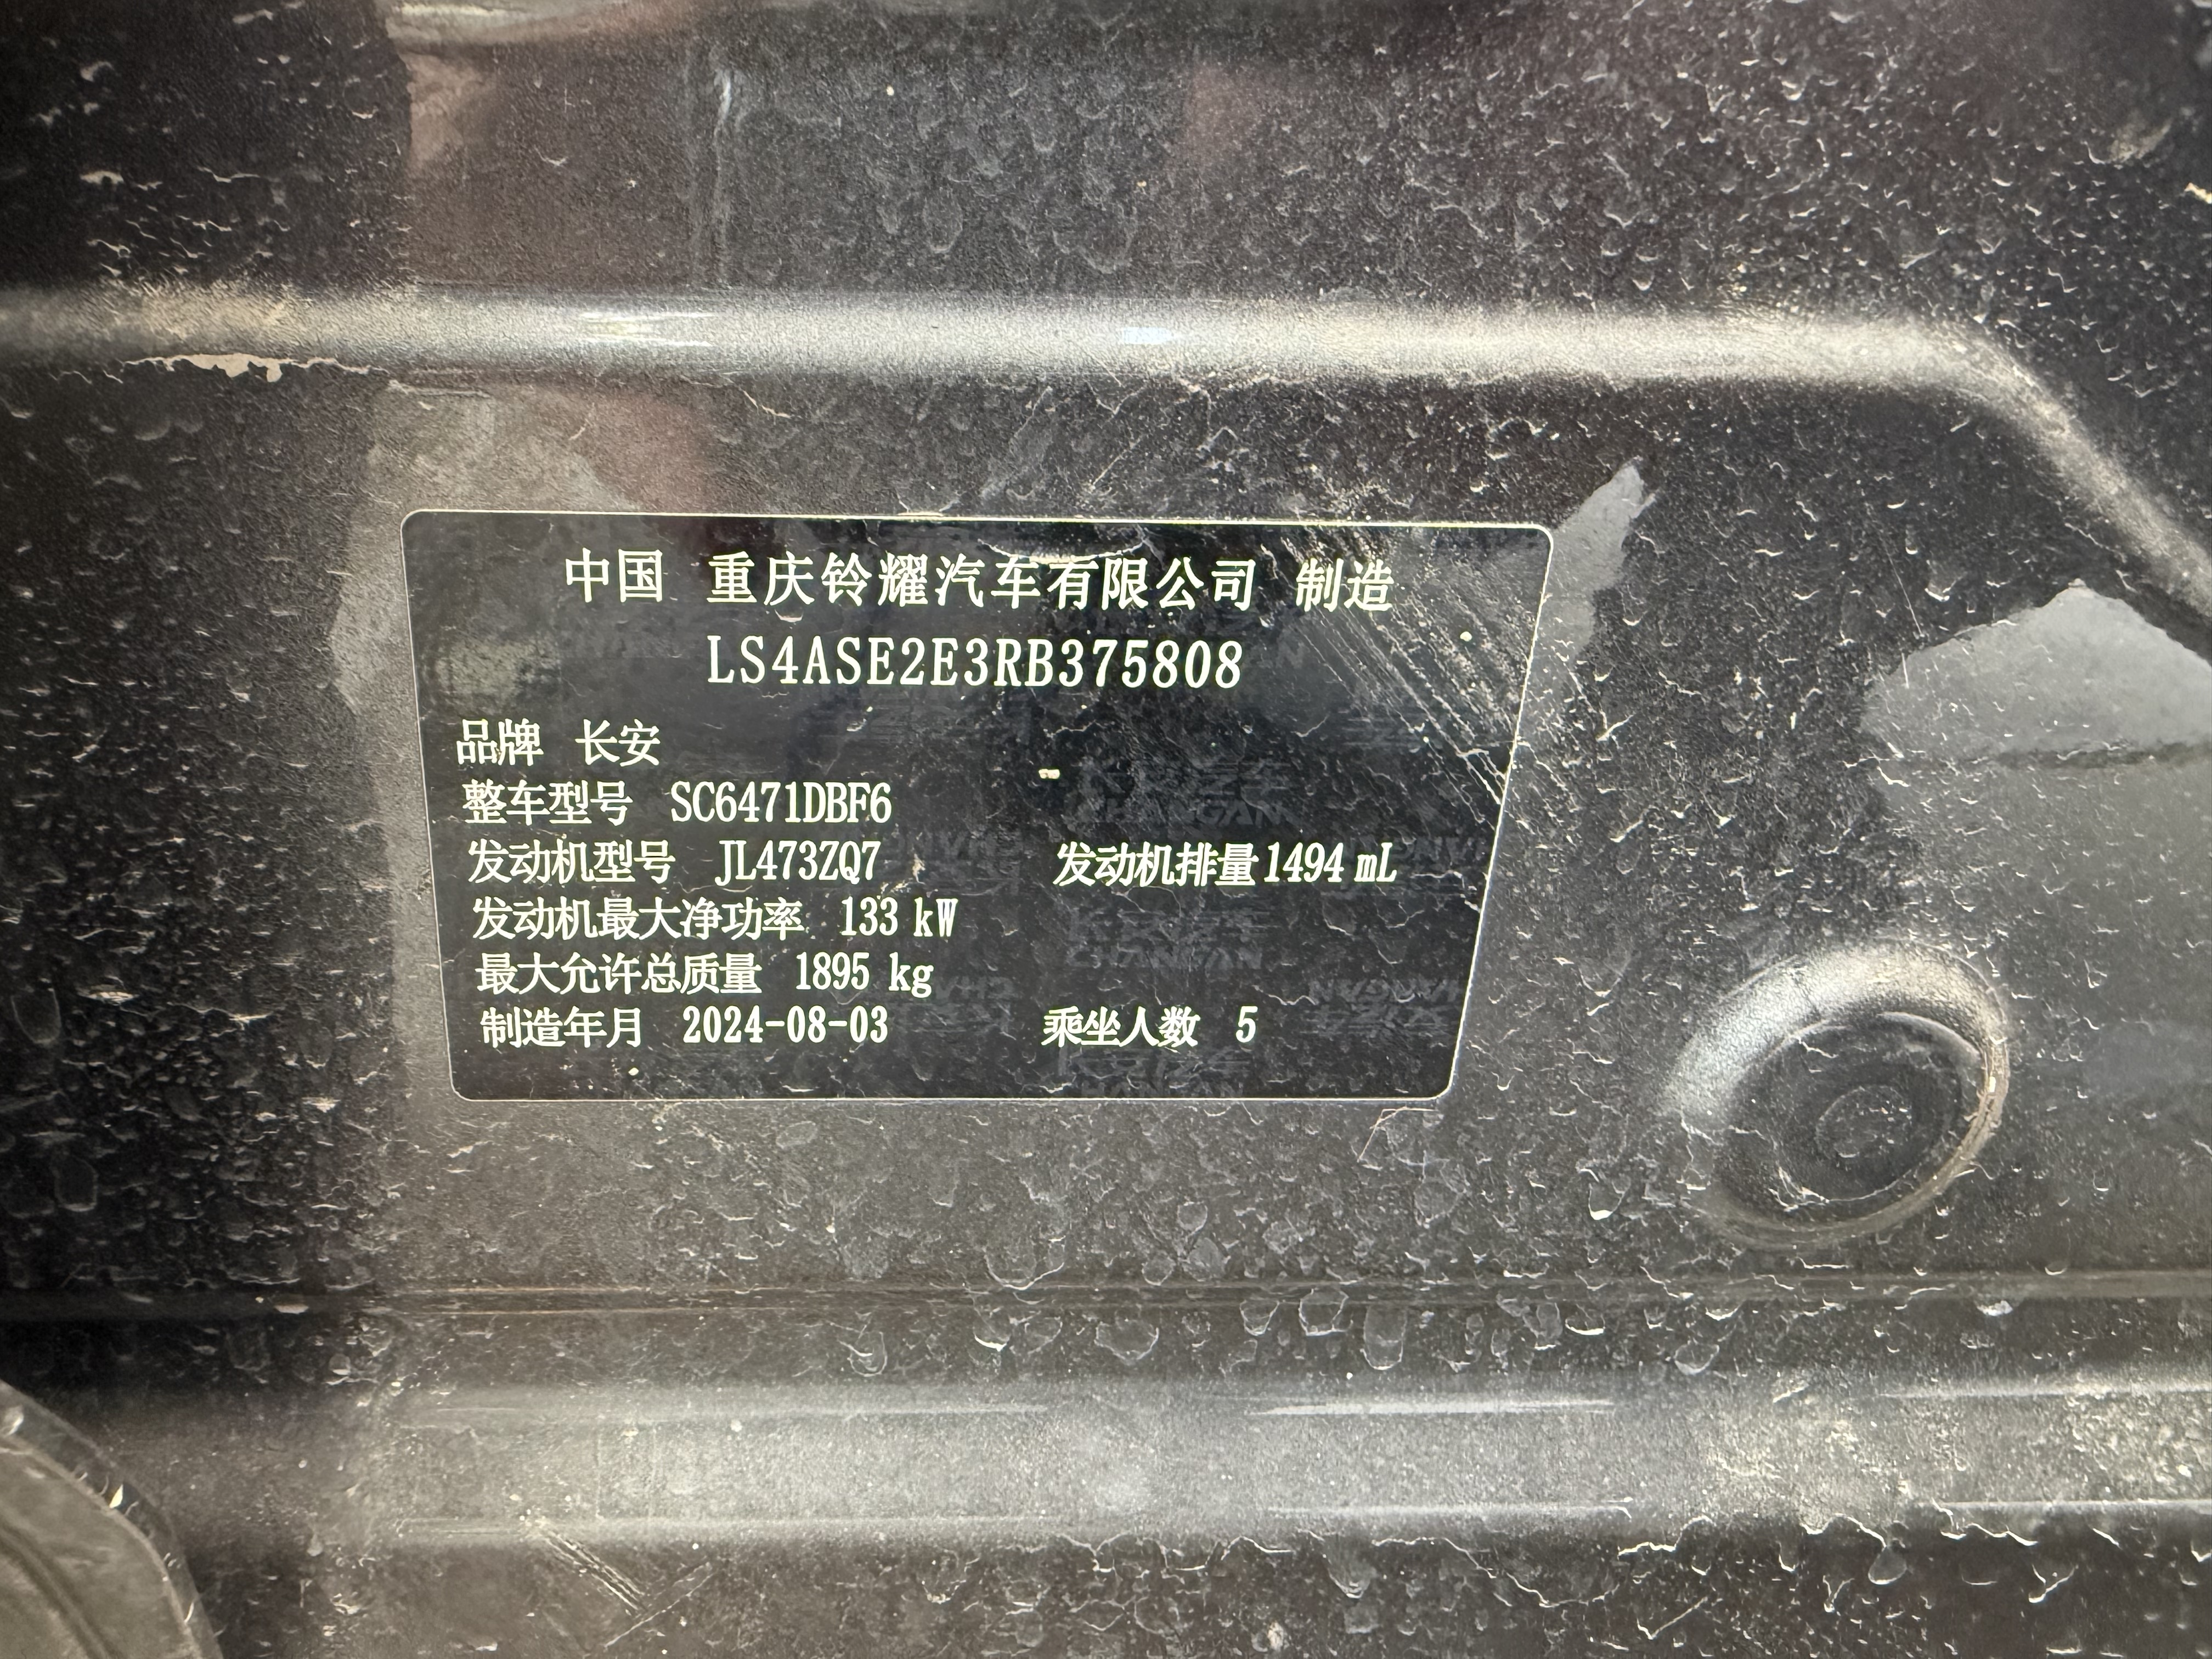 中国 重庆铃耀汽车有限公司 制造
LS4ASE2E3RB375808
品牌 长安
整车型号 SC6471DBF6
发动机型号 JL473ZQ7 发动机排量 1494 mL
发动机最大净功率 133 kW
最大允许总质量 1895 kg
制造年月 2024-08-03 乘坐人数 5